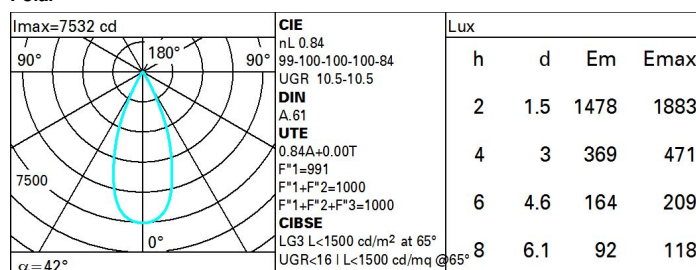 Imax=7532 cd
90° 180° 90°
7500
0°
α=42°
CIE
nL 0.84
99-100-100-100-84
UGR 10.5-10.5
DIN
A.61
UTE
0.84A+0.00T
F"1=991
F"1+F"2=1000
F"1+F"2+F"3=1000
CIBSE
LG3 L<1500 cd/m² at 65°
UGR<16 | L<1500 cd/mq @65°
Lux
h d Em Emax
2 1.5 1478 1883
4 3 369 471
6 4.6 164 209
8 6.1 92 118